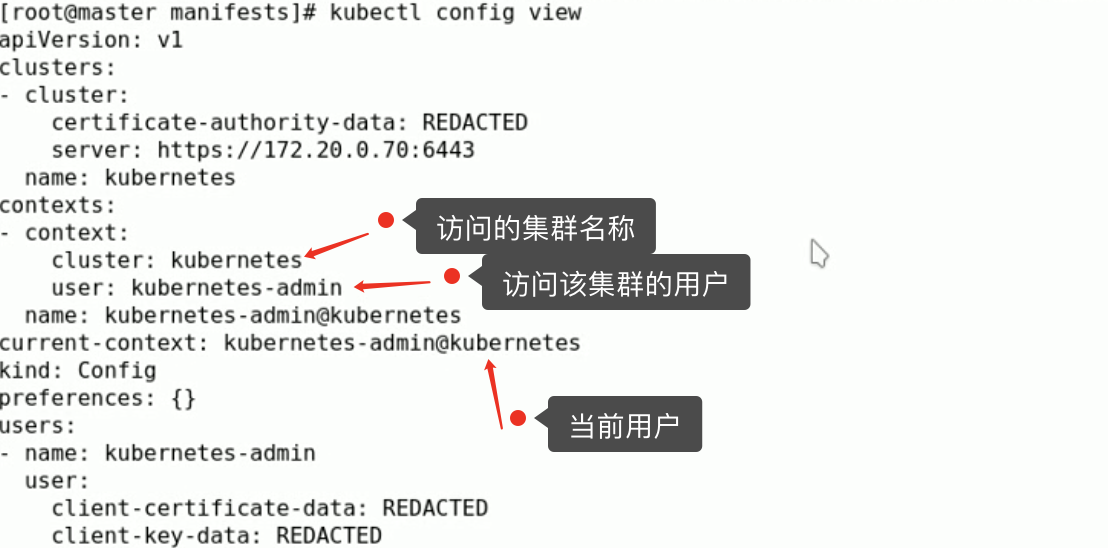 [root@master manifests]# kubectl config view
apiVersion: v1
clusters:
- cluster:
    certificate-authority-data: REDACTED
    server: https://172.20.0.70:6443
  name: kubernetes
contexts:
访问的集群名称
- context:
    cluster: kubernetes
访问该集群的用户
    user: kubernetes-admin
  name: kubernetes-admin@kubernetes
current-context: kubernetes-admin@kubernetes
kind: Config
preferences: {}
当前用户
users:
- name: kubernetes-admin
  user:
    client-certificate-data: REDACTED
    client-key-data: REDACTED